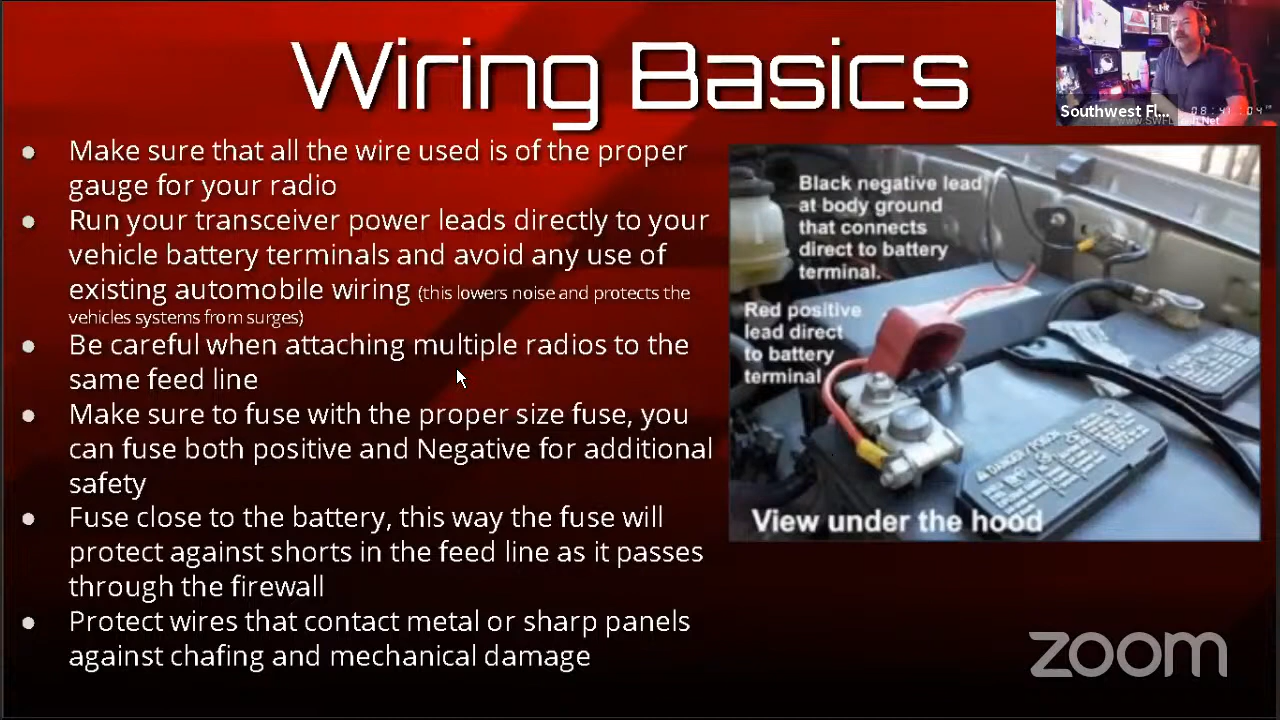 Wiring Basics
Southwest Fl...
Make sure that all the wire used is of the proper
gauge for your radio
Run your transceiver power leads directly to your
vehicle battery terminals and avoid any use of
existing automobile wiring (this lowers noise and protects the
vehicles systems from surges)
Be careful when attaching multiple radios to the
same feed line
Make sure to fuse with the proper size fuse, you
can fuse both positive and Negative for additional
safety
Fuse close to the battery, this way the fuse will
protect against shorts in the feed line as it passes
through the firewall
Protect wires that contact metal or sharp panels
against chafing and mechanical damage
Black negative lead
at body ground
that connects
direct to battery
terminal.
Red positive
lead direct
to battery
terminal
View under the hood
zoom